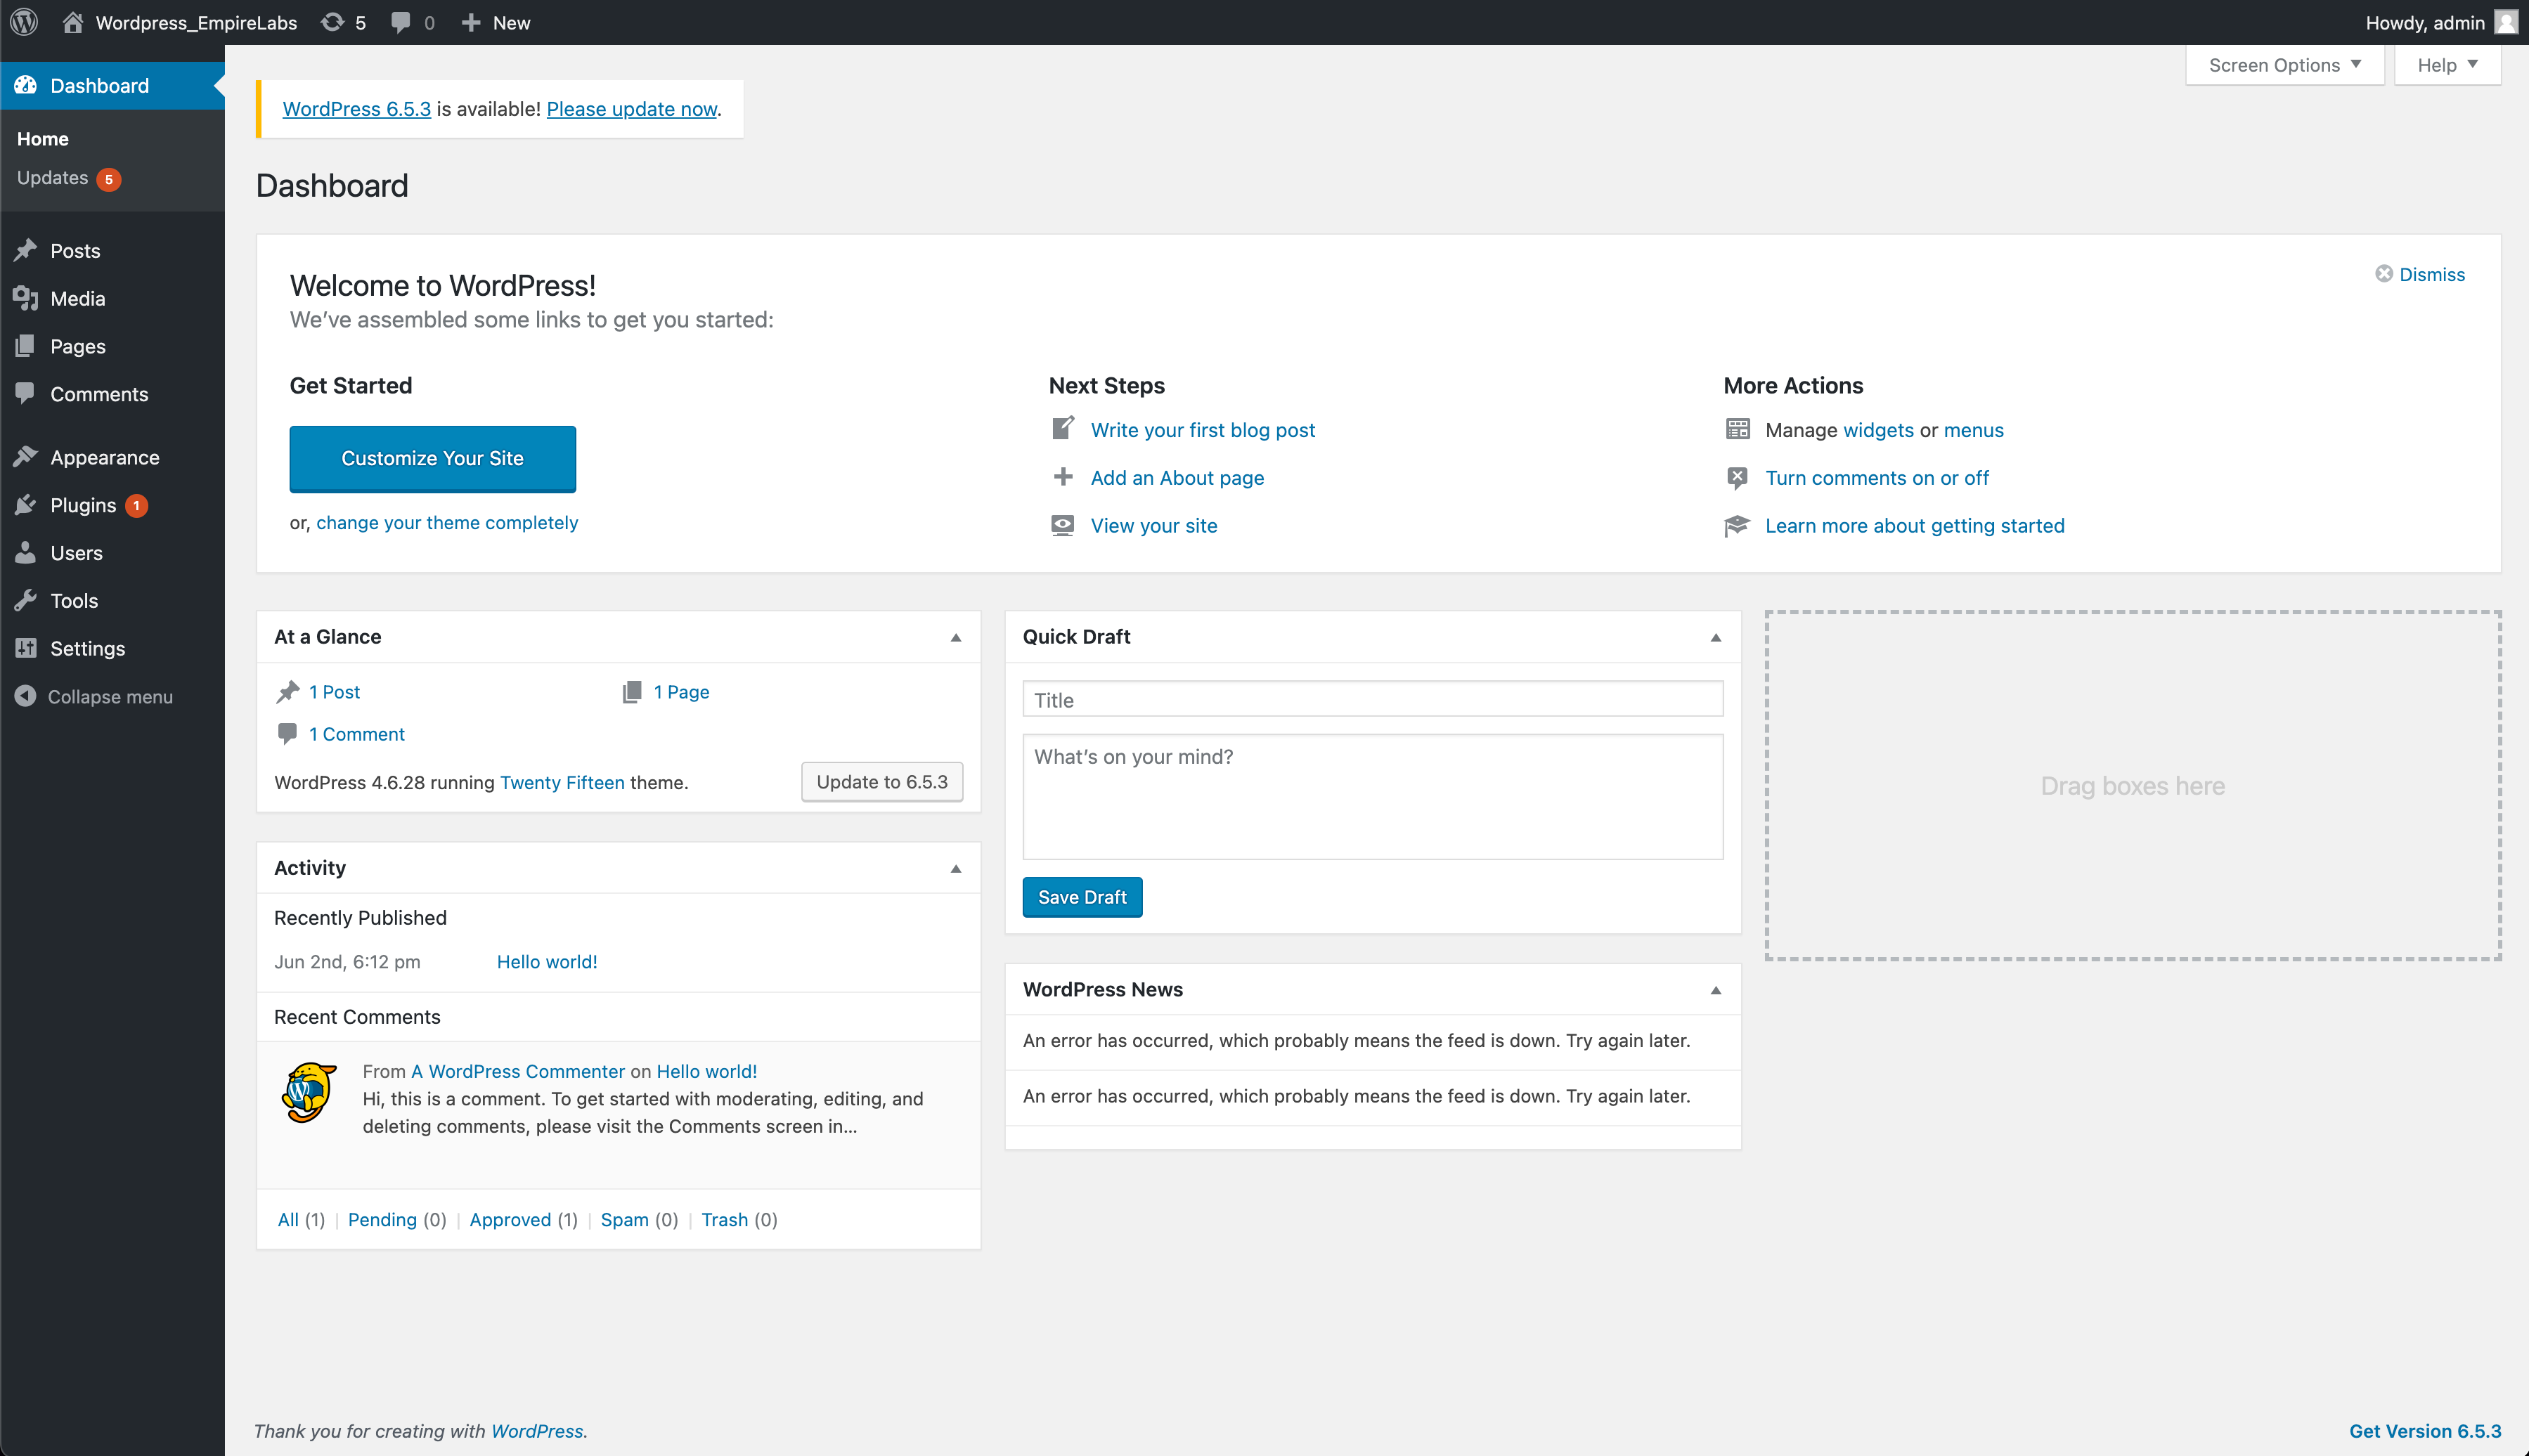 Wordpress_EmpireLabs 5 0 New
Howdy, admin
Dashboard
Home
Updates 5
Posts
Media
Pages
Comments
Appearance
Plugins 1
Users
Tools
Settings
Collapse menu
Screen Options Help
WordPress 6.5.3 is available! Please update now.
Dashboard
Welcome to WordPress!
Dismiss
We’ve assembled some links to get you started:
Get Started
Customize Your Site
or, change your theme completely
Next Steps
Write your first blog post
Add an About page
View your site
More Actions
Manage widgets or menus
Turn comments on or off
Learn more about getting started
At a Glance
1 Post 1 Page
1 Comment
WordPress 4.6.28 running Twenty Fifteen theme. Update to 6.5.3
Activity
Recently Published
Jun 2nd, 6:12 pm Hello world!
Recent Comments
From A WordPress Commenter on Hello world!
Hi, this is a comment. To get started with moderating, editing, and
deleting comments, please visit the Comments screen in…
All (1) | Pending (0) | Approved (1) | Spam (0) | Trash (0)
Quick Draft
Title
What’s on your mind?
Save Draft
WordPress News
An error has occurred, which probably means the feed is down. Try again later.
An error has occurred, which probably means the feed is down. Try again later.
Drag boxes here
Thank you for creating with WordPress.
Get Version 6.5.3